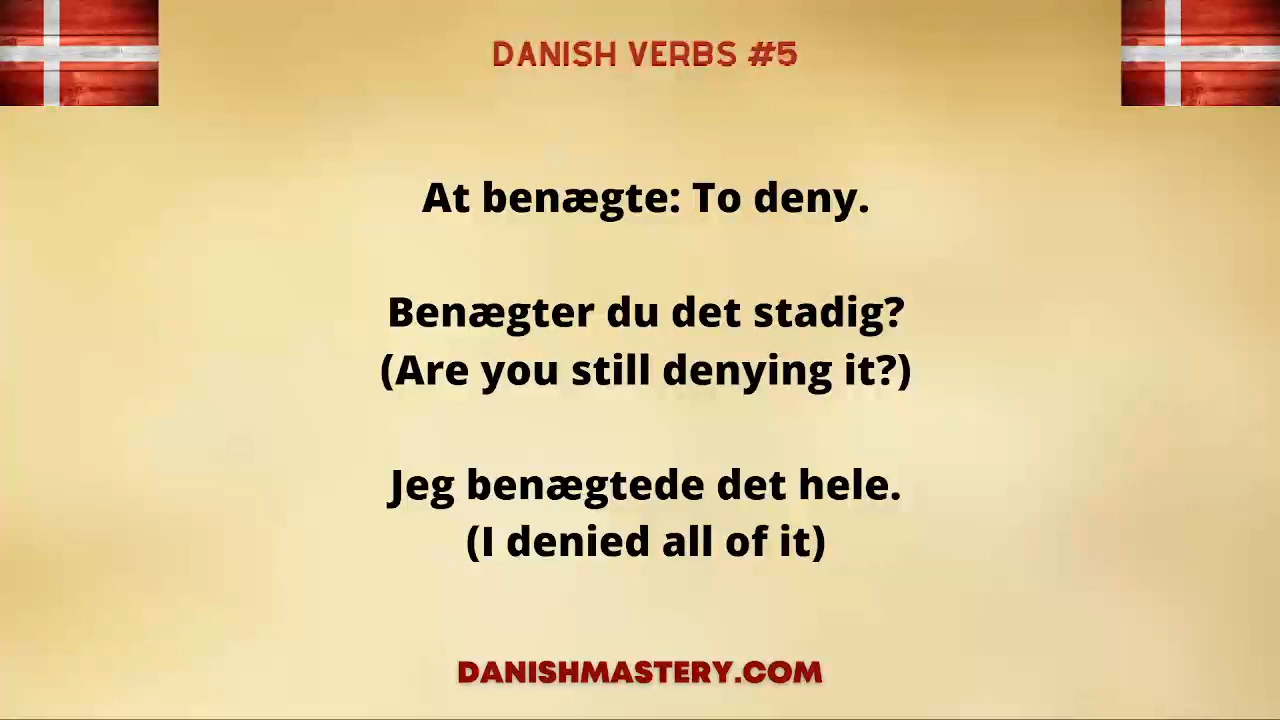 DANISH VERBS #5
At benægte: To deny.
Benægter du det stadig?
(Are you still denying it?)
Jeg benægtede det hele.
(I denied all of it)
DANISHMASTERY.COM